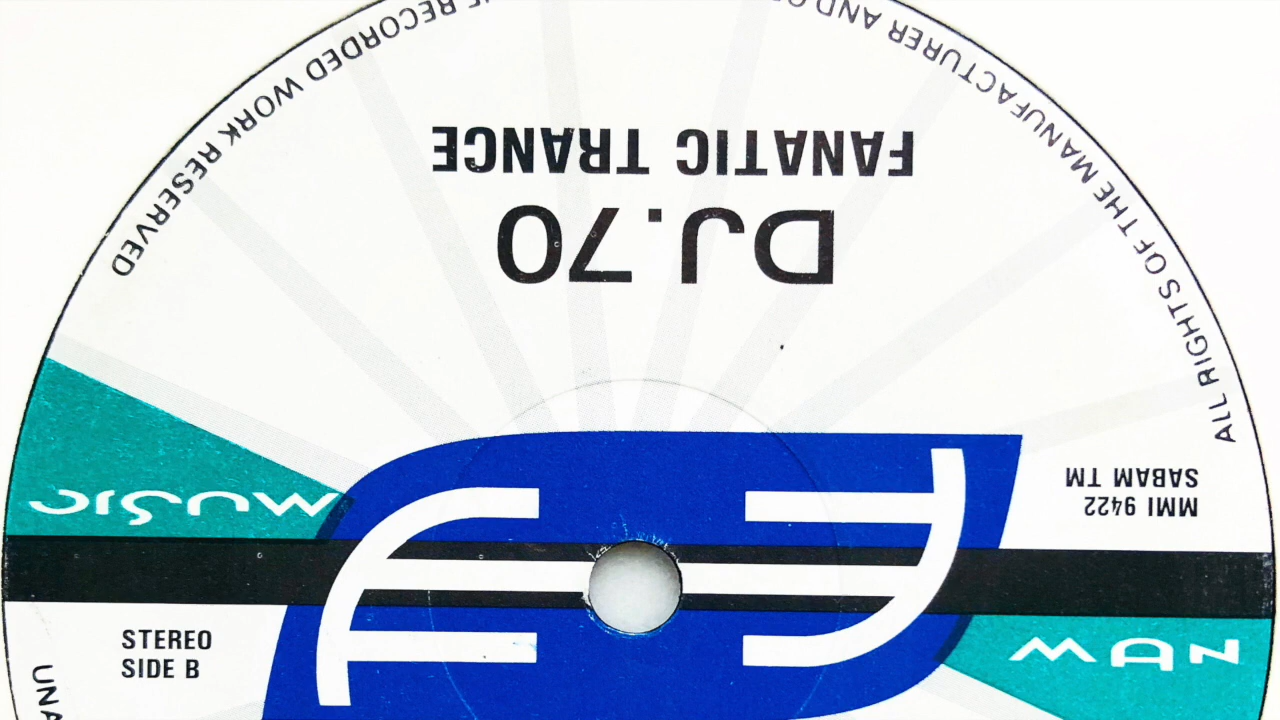 ALL RIGHTS OF THE MANUFACTURER AND
RECORDED WORK RESERVED
DJ.70
FANATIC TRANCE
MMI 9422
SABAM TM
MUSIC
MAN
STEREO
SIDE B